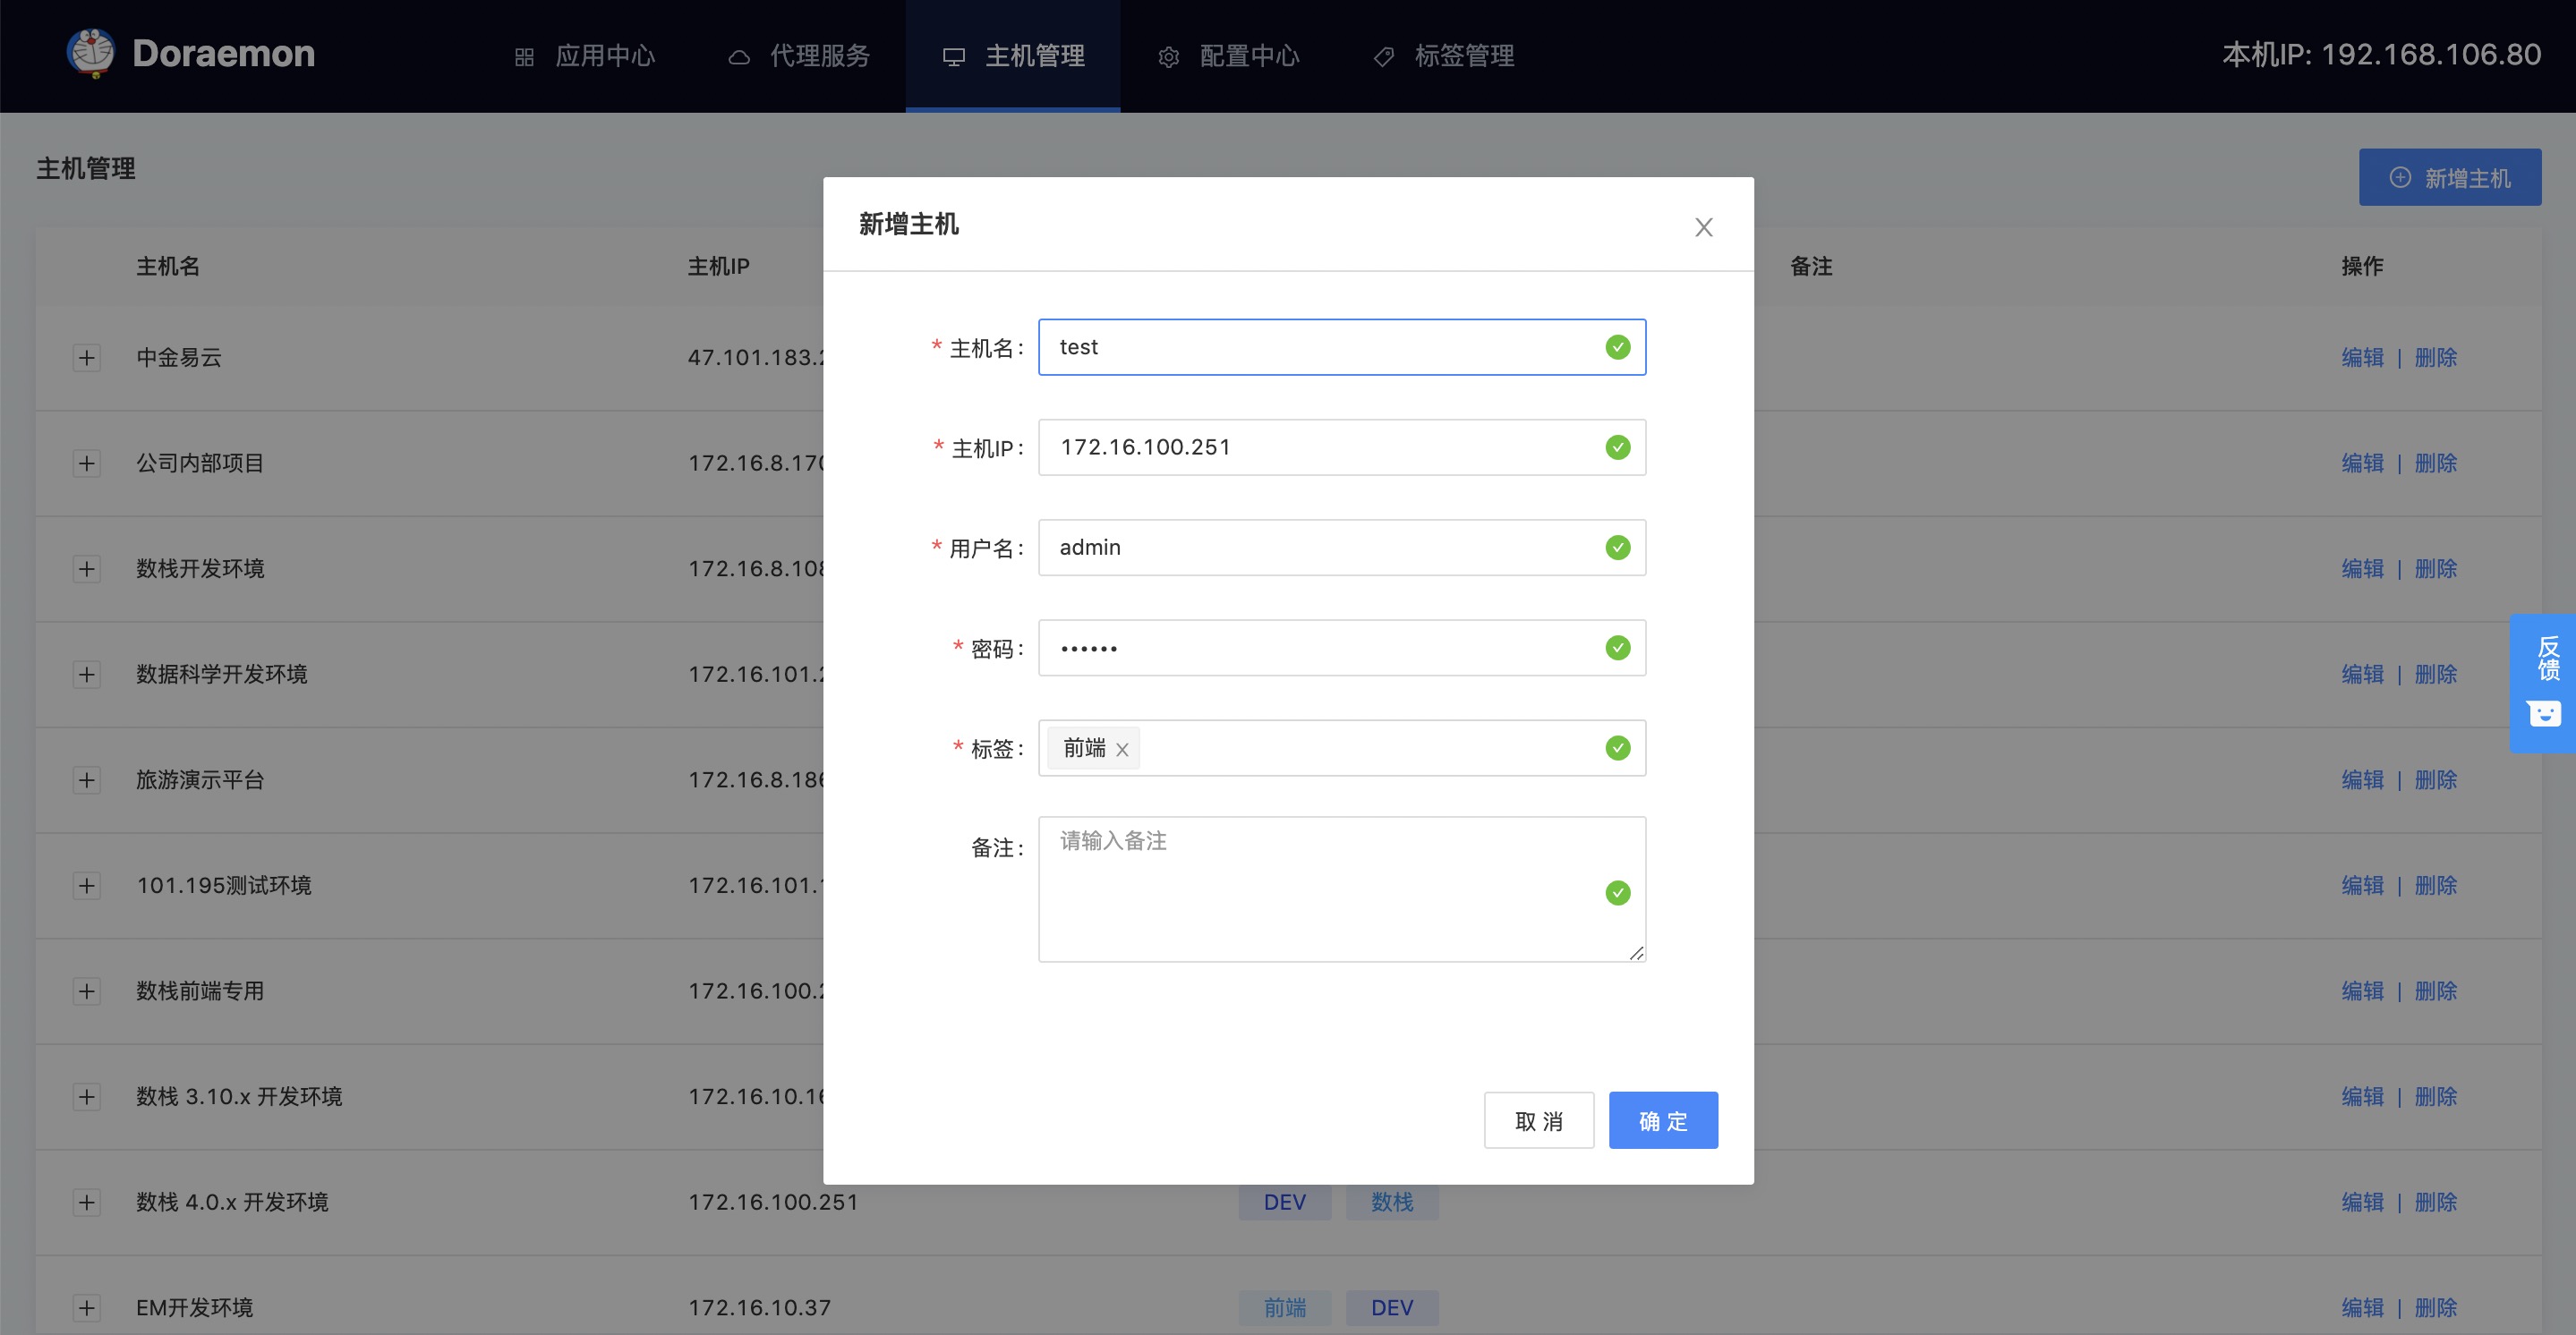 Doraemon 应用中心 代理服务 主机管理 配置中心 标签管理 本机IP: 192.168.106.80
主机管理
新增主机
主机名 主机IP 备注 操作
中金易云 47.101.183. 编辑 | 删除
公司内部项目 172.16.8.170 编辑 | 删除
数栈开发环境 172.16.8.108 编辑 | 删除
数据科学开发环境 172.16.101. 编辑 | 删除
旅游演示平台 172.16.8.186 编辑 | 删除
101.195测试环境 172.16.101. 编辑 | 删除
数栈前端专用 172.16.100. 编辑 | 删除
数栈 3.10.x 开发环境 172.16.10. 编辑 | 删除
数栈 4.0.x 开发环境 172.16.100.251 DEV 数栈 编辑 | 删除
EM开发环境 172.16.10.37 前端 DEV 编辑 | 删除
新增主机
* 主机名: test
* 主机IP: 172.16.100.251
* 用户名: admin
* 密码: ••••••
* 标签: 前端
备注: 请输入备注
取 消 确 定
反馈